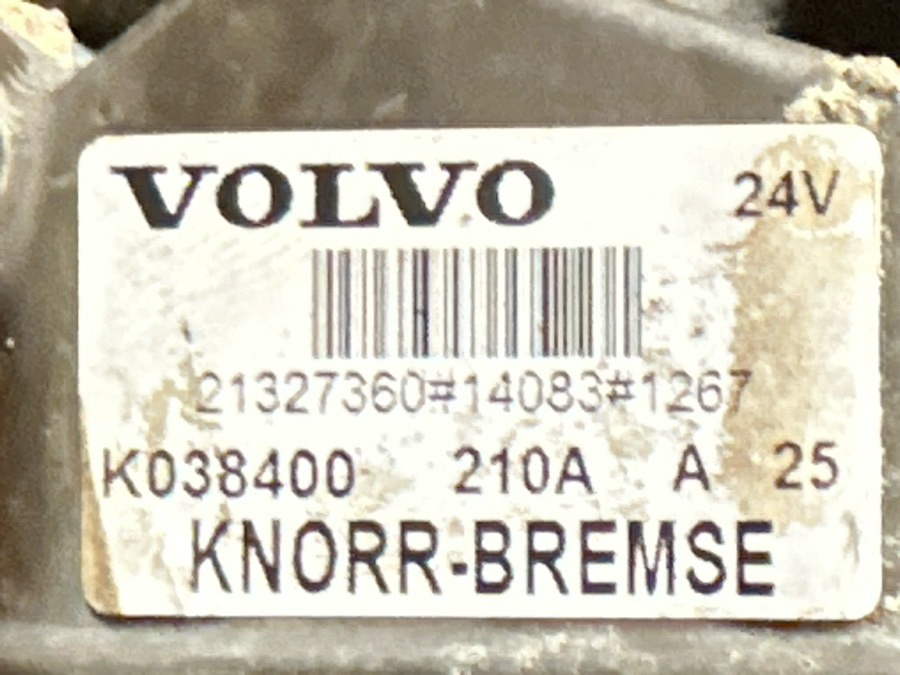 VOLVO 24V
21327360#14083#1267
K038400 210A A 25
KNORR-BREMSE